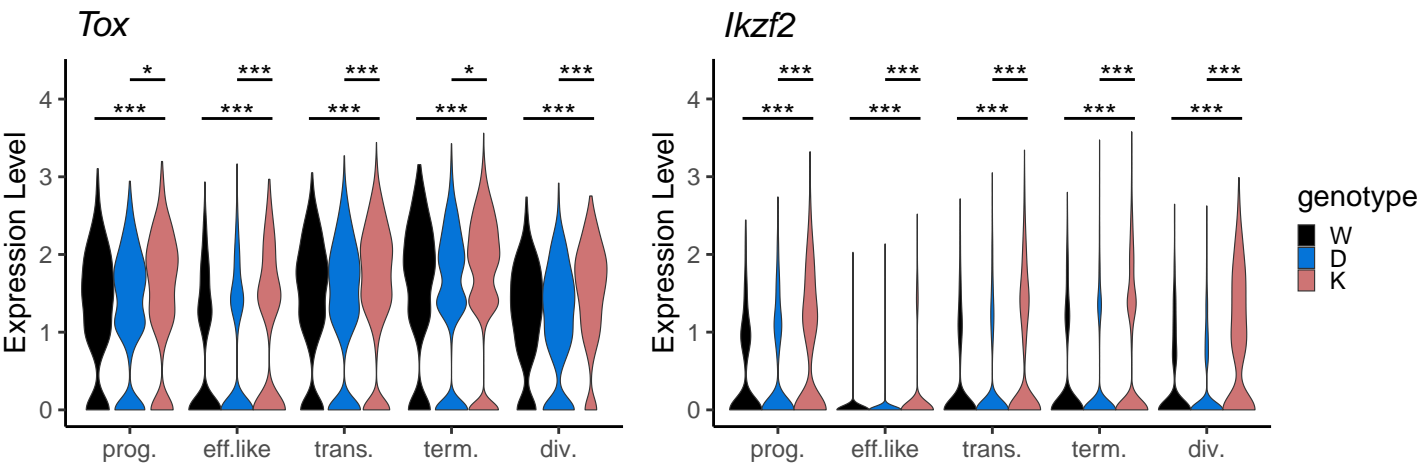 Tox
* *** *** * ***
*** *** *** *** ***
Expression Level
4
3
2
1
0
prog. eff.like trans. term. div.
Ikzf2
*** *** *** *** ***
*** *** *** *** ***
Expression Level
4
3
2
1
0
prog. eff.like trans. term. div.
genotype
W
D
K